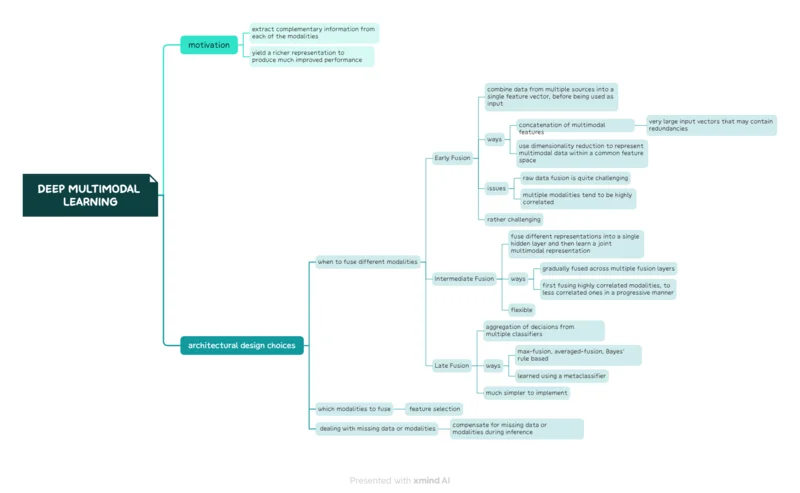 DEEP MULTIMODAL
LEARNING
motivation
extract complementary information from
each of the modalities
yield a richer representation to
produce much improved performance
architectural design choices
when to fuse different modalities
Early Fusion
combine data from multiple sources into a
single feature vector, before being used as
input
ways
concatenation of multimodal
features
very large input vectors that may contain
redundancies
use dimensionality reduction to represent
multimodal data within a common feature
space
issues
raw data fusion is quite challenging
multiple modalities tend to be highly
correlated
rather challenging
Intermediate Fusion
fuse different representations into a single
hidden layer and then learn a joint
multimodal representation
ways
gradually fused across multiple fusion layers
first fusing highly correlated modalities, to
less correlated ones in a progressive manner
flexible
Late Fusion
aggregation of decisions from
multiple classifiers
ways
max-fusion, averaged-fusion, Bayes'
rule based
learned using a metaclassifier
much simpler to implement
which modalities to fuse
feature selection
dealing with missing data or modalities
compensate for missing data or
modalities during inference
Presented with xmind AI